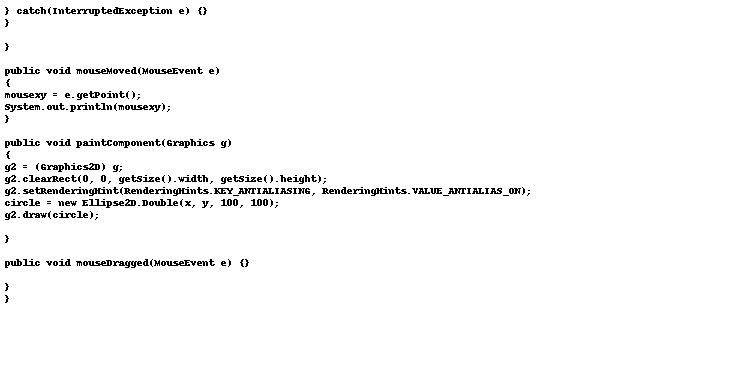 } catch(InterruptedException e) {}
}
}
public void mouseMoved(MouseEvent e)
{
mousexy = e.getPoint();
System.out.println(mousexy);
}
public void paintComponent(Graphics g)
{
g2 = (Graphics2D) g;
g2.clearRect(0, 0, getSize().width, getSize().height);
g2.setRenderingHint(RenderingHints.KEY_ANTIALIASING, RenderingHints.VALUE_ANTIALIAS_ON);
circle = new Ellipse2D.Double(x, y, 100, 100);
g2.draw(circle);
}
public void mouseDragged(MouseEvent e) {}
}
}